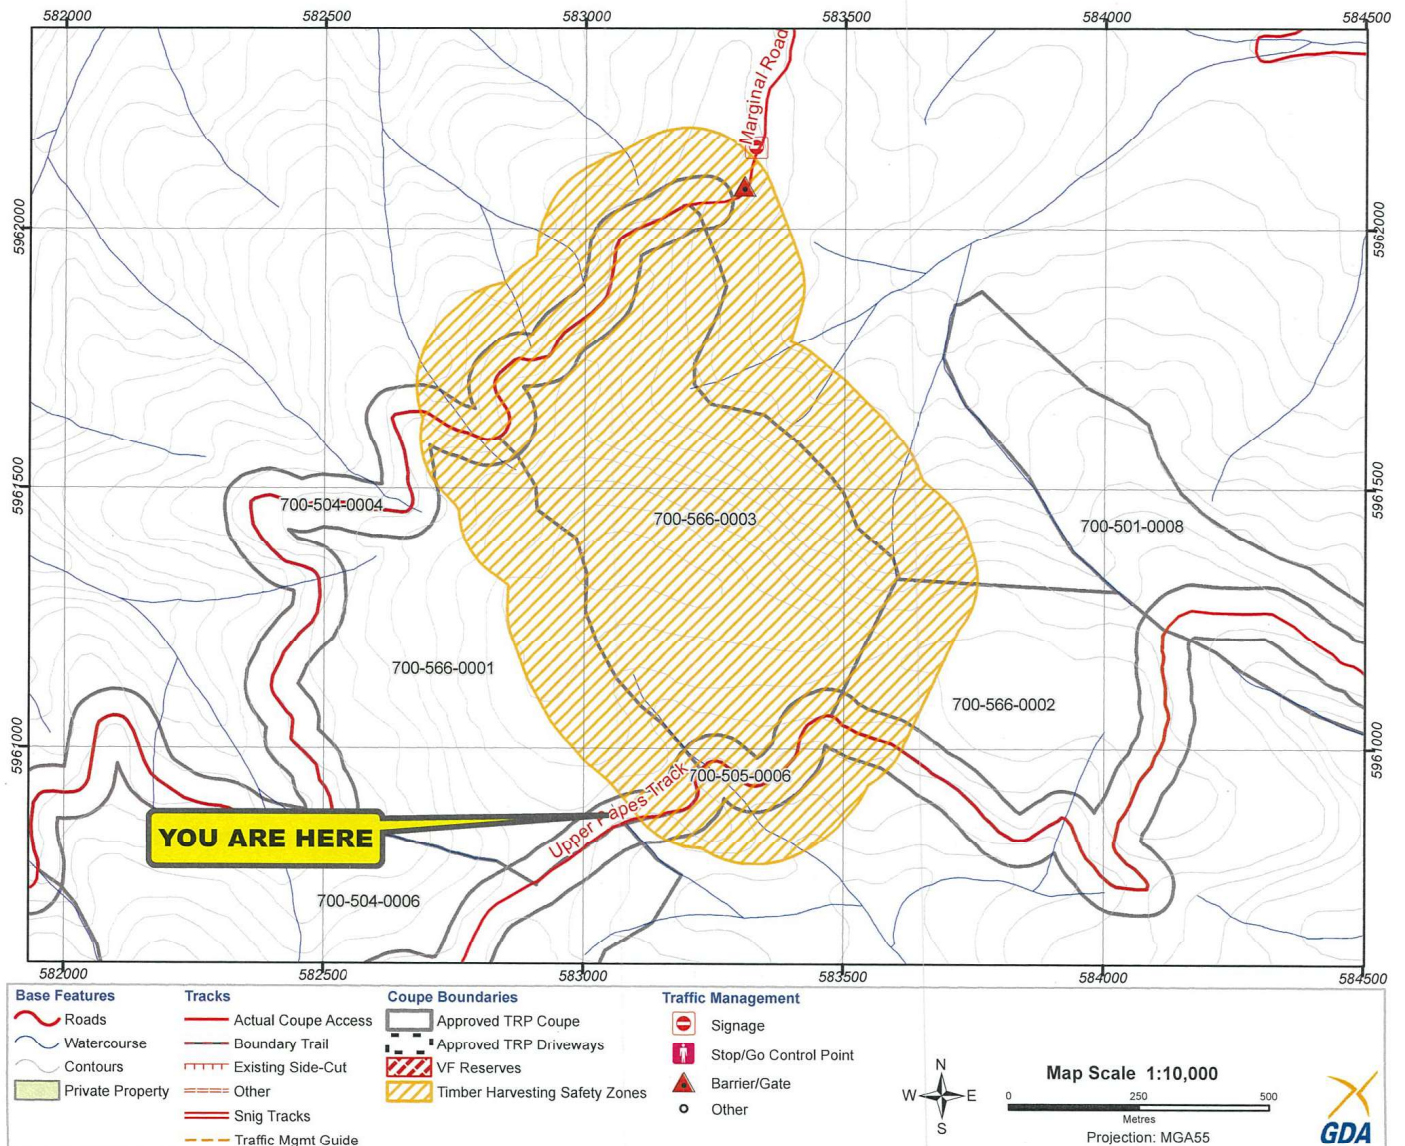 582000 582500 583000 583500 584000 584500
Marginal Road
5962000 5962000
5961500 5961500
700-504-0004
700-566-0003
700-501-0008
700-566-0001
700-566-0002
5961000 5961000
700-505-0006
Upper Papes Track
YOU ARE HERE
700-504-0006
582000 582500 583000 583500 584000 584500
Base Features
Roads
Watercourse
Contours
Private Property
Tracks
Actual Coupe Access
Boundary Trail
Existing Side-Cut
Other
Snig Tracks
Traffic Mgmt Guide
Coupe Boundaries
Approved TRP Coupe
Approved TRP Driveways
VF Reserves
Timber Harvesting Safety Zones
Traffic Management
Signage
Stop/Go Control Point
Barrier/Gate
Other
N
W E
S
Map Scale 1:10,000
0 250 500
Metres
Projection: MGA55
GDA